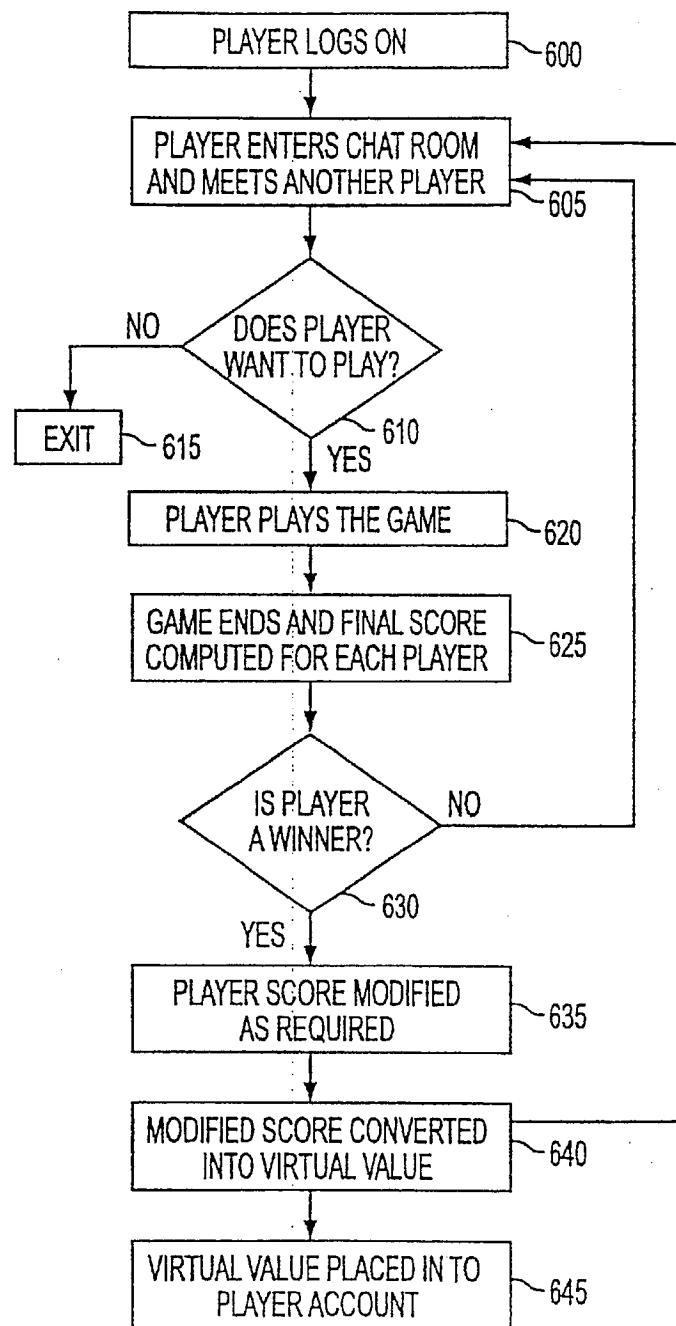 PLAYER LOGS ON
600
PLAYER ENTERS CHAT ROOM
AND MEETS ANOTHER PLAYER
605
NO
DOES PLAYER
WANT TO PLAY?
610
EXIT
615
YES
PLAYER PLAYS THE GAME
620
GAME ENDS AND FINAL SCORE
COMPUTED FOR EACH PLAYER
625
IS PLAYER
A WINNER?
NO
630
YES
PLAYER SCORE MODIFIED
AS REQUIRED
635
MODIFIED SCORE CONVERTED
INTO VIRTUAL VALUE
640
VIRTUAL VALUE PLACED IN TO
PLAYER ACCOUNT
645